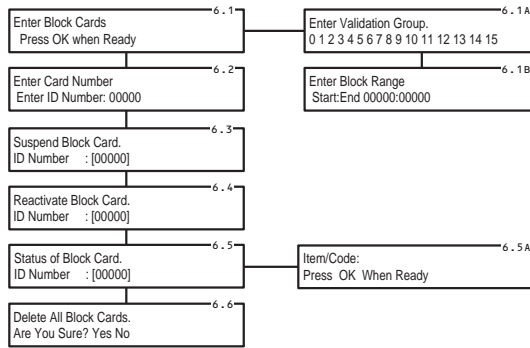 6.1
Enter Block Cards
Press OK when Ready
6.1A
Enter Validation Group.
0 1 2 3 4 5 6 7 8 9 10 11 12 13 14 15
6.2
Enter Card Number
Enter ID Number: 00000
6.1B
Enter Block Range
Start:End 00000:00000
6.3
Suspend Block Card.
ID Number : [00000]
6.4
Reactivate Block Card.
ID Number : [00000]
6.5
Status of Block Card.
ID Number : [00000]
6.5A
Item/Code:
Press OK When Ready
6.6
Delete All Block Cards.
Are You Sure? Yes No